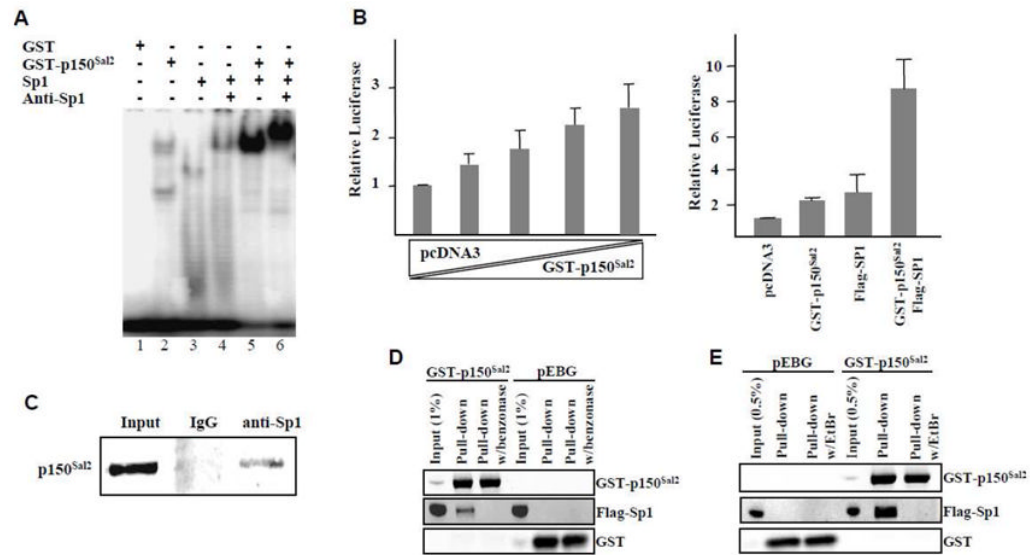 A
GST + - - - - -
GST-p150Sal2 - + - - + +
Sp1 - - + + + +
Anti-Sp1 - - - + - +
1 2 3 4 5 6
B
Relative Luciferase
3
2
1
pcDNA3
GST-p150Sal2
Relative Luciferase
10
8
6
4
2
pcDNA3
GST-p150Sal2
Flag-SP1
GST-p150Sal2
Flag-SP1
C
Input IgG anti-Sp1
p150Sal2
D
GST-p150Sal2 pEBG
Input (1%)
Pull-down
Pull-down
w/benzonase
Input (1%)
Pull-down
Pull-down
w/benzonase
GST-p150Sal2
Flag-Sp1
GST
E
pEBG GST-p150Sal2
Input (0.5%)
Pull-down
Pull-down
w/EtBr
Input (0.5%)
Pull-down
Pull-down
w/EtBr
GST-p150Sal2
Flag-Sp1
GST